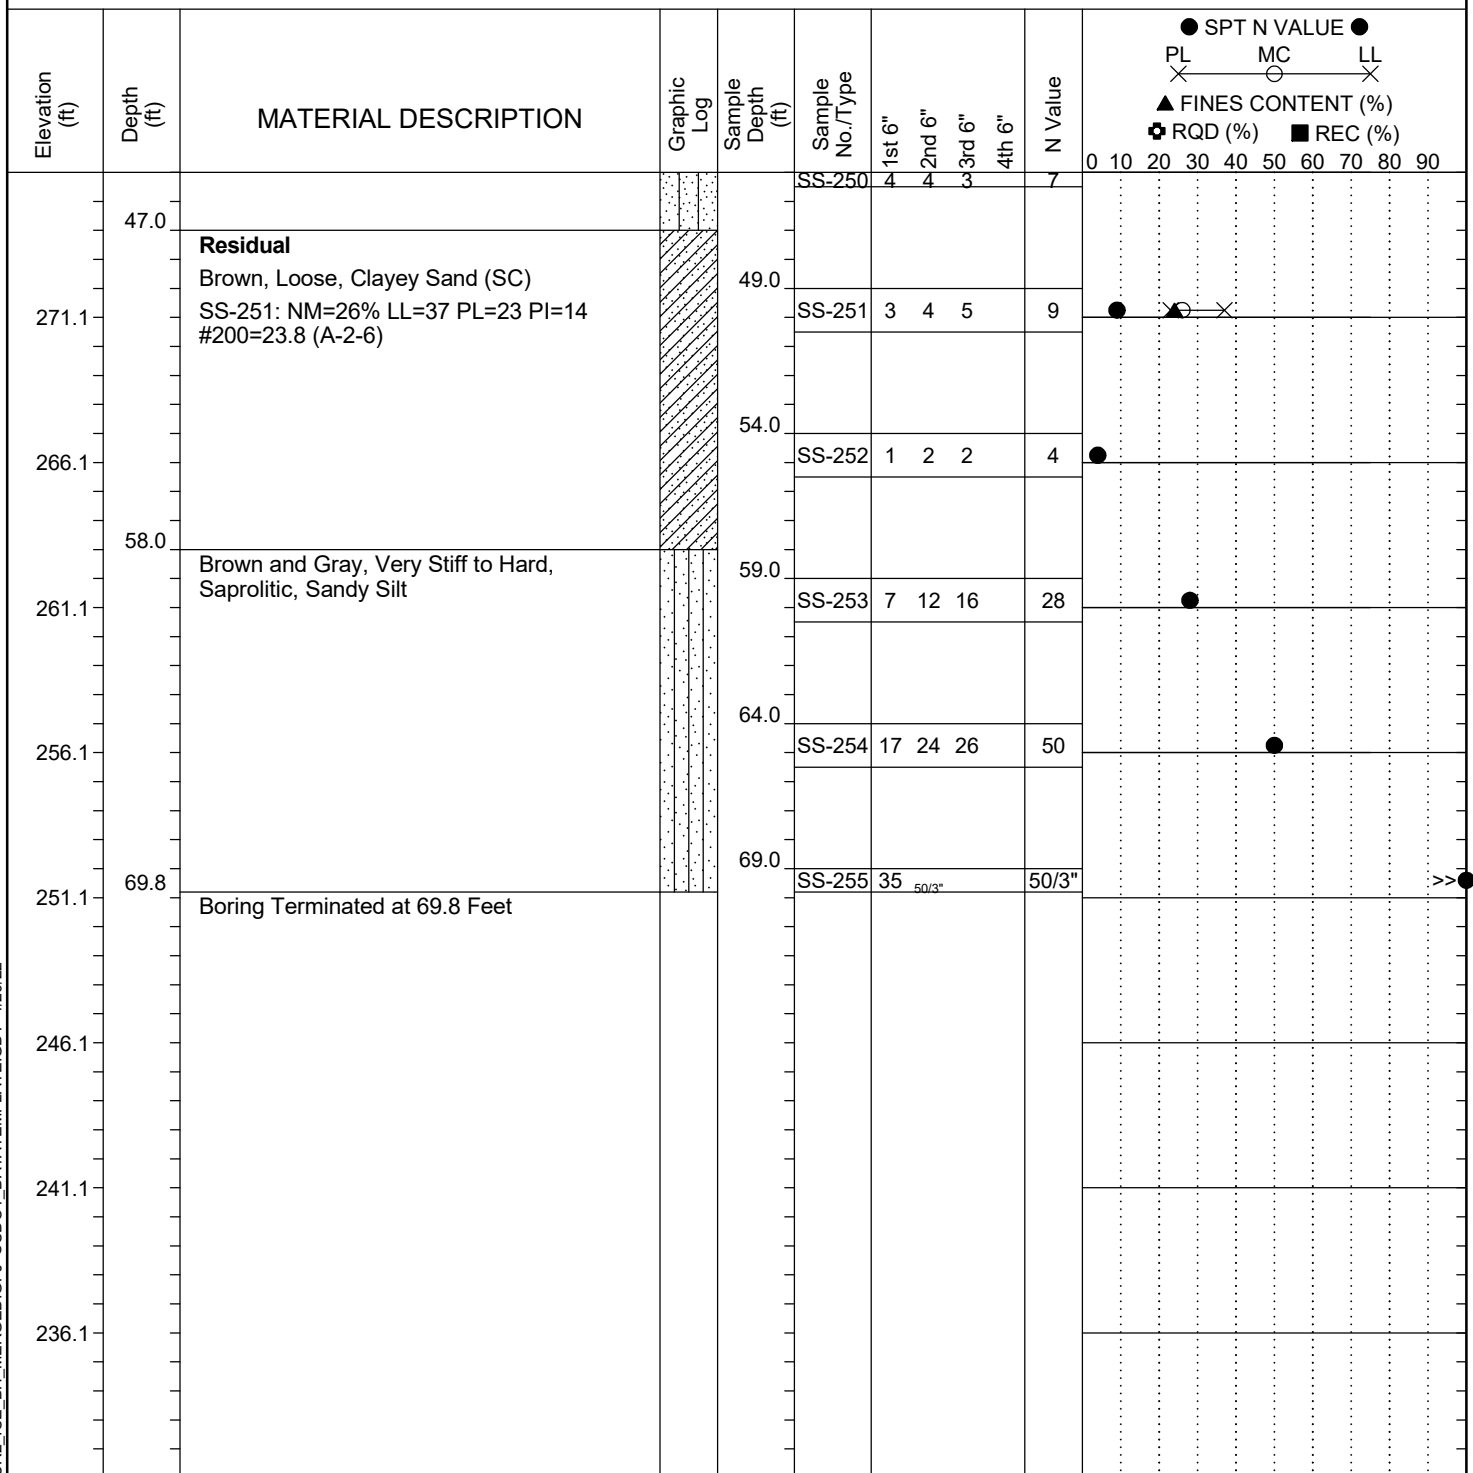 ● SPT N VALUE ●
PL MC LL
▲ FINES CONTENT (%)
RQD (%) ■ REC (%)
Elevation (ft)
Depth (ft)
MATERIAL DESCRIPTION
Graphic Log
Sample Depth (ft)
Sample No./Type
1st 6"
2nd 6"
3rd 6"
4th 6"
N Value
0 10 20 30 40 50 60 70 80 90
SS-250 4 4 3 7
47.0
Residual
Brown, Loose, Clayey Sand (SC)
49.0
SS-251: NM=26% LL=37 PL=23 PI=14
271.1 SS-251 3 4 5 9
#200=23.8 (A-2-6)
54.0
266.1 SS-252 1 2 2 4
58.0
Brown and Gray, Very Stiff to Hard,
59.0
Saprolitic, Sandy Silt
261.1 SS-253 7 12 16 28
64.0
256.1 SS-254 17 24 26 50
69.0
69.8 SS-255 35 50/3" 50/3" >>
251.1 Boring Terminated at 69.8 Feet
246.1
241.1
236.1